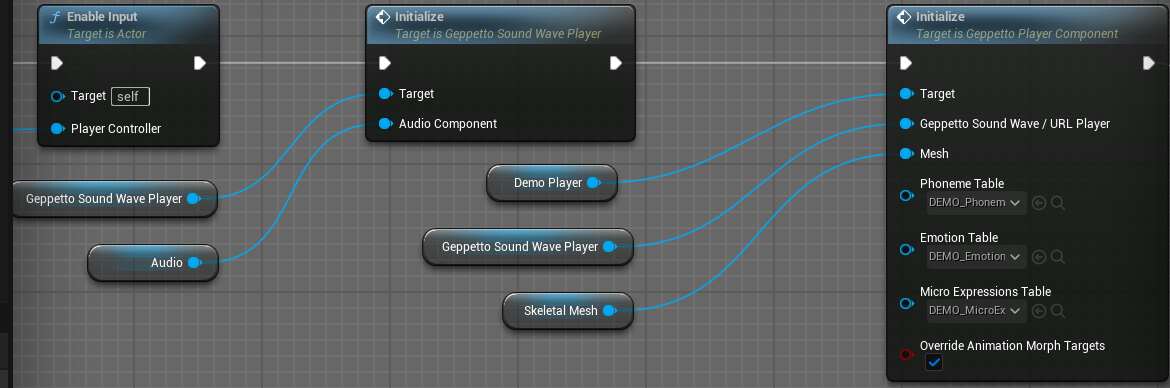 Enable Input
Target is Actor
Target self
Player Controller
Geppetto Sound Wave Player
Audio
Initialize
Target is Geppetto Sound Wave Player
Target
Audio Component
Demo Player
Geppetto Sound Wave Player
Skeletal Mesh
Initialize
Target is Geppetto Player Component
Target
Geppetto Sound Wave / URL Player
Mesh
Phoneme Table
DEMO_Phonem
Emotion Table
DEMO_Emotion
Micro Expressions Table
DEMO_MicroEx
Override Animation Morph Targets